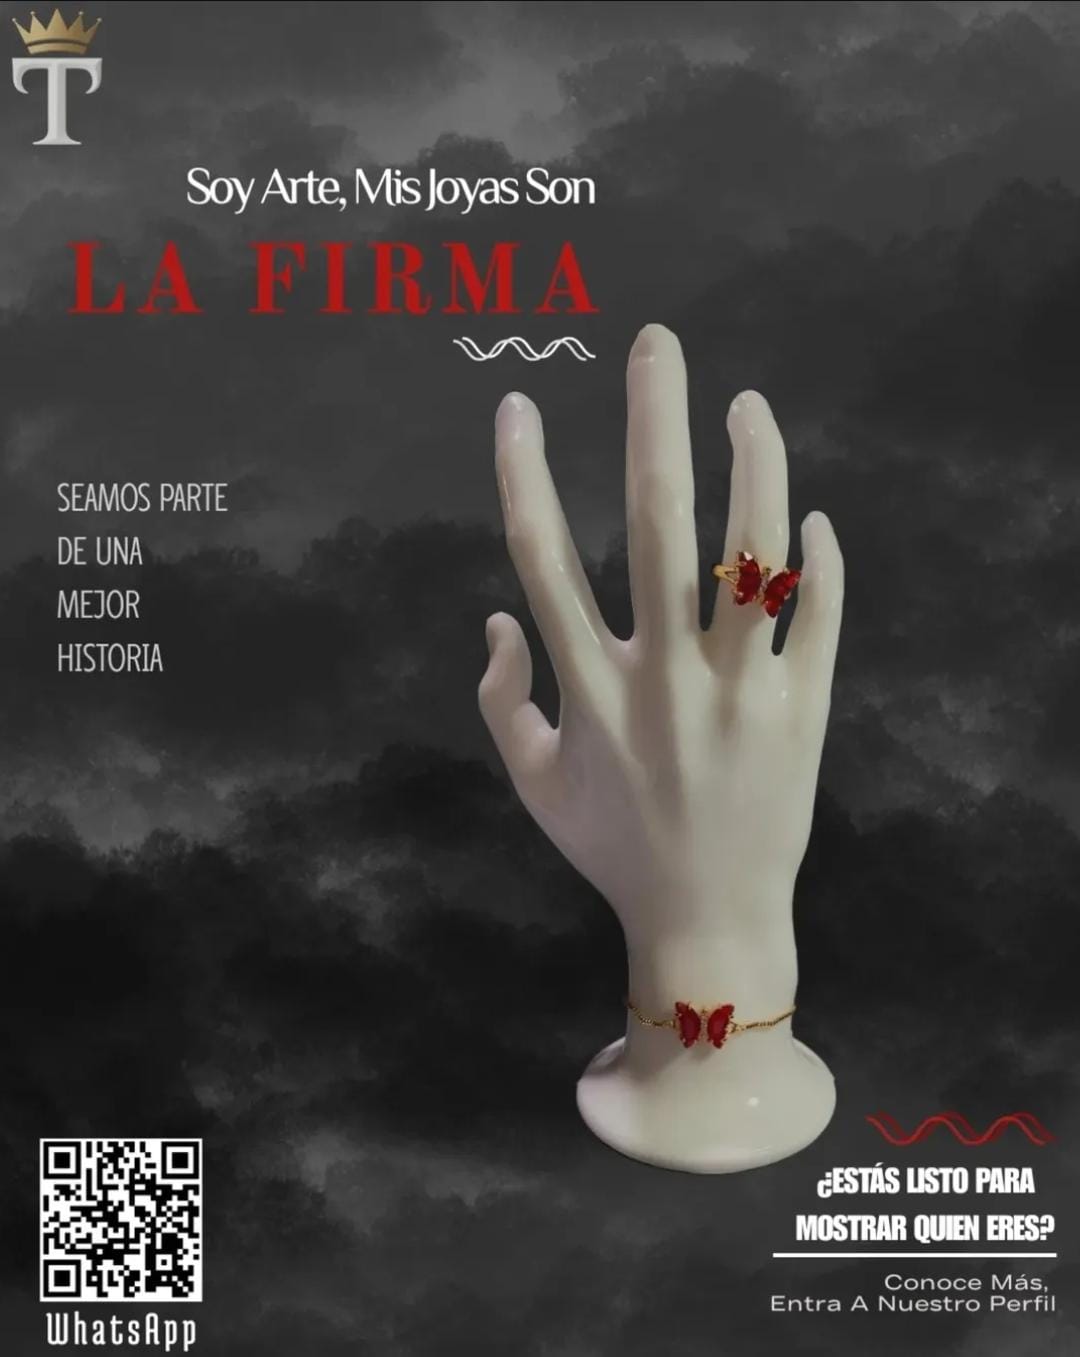 T
Soy Arte, Mis Joyas Son
LA FIRMA
SEAMOS PARTE
DE UNA
MEJOR
HISTORIA
¿ESTÁS LISTO PARA
MOSTRAR QUIEN ERES?
Conoce Más,
Entra A Nuestro Perfil
WhatsApp